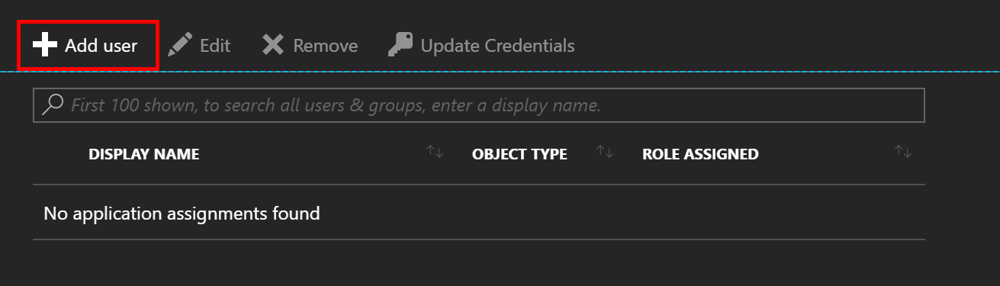 Add user Edit Remove Update Credentials
First 100 shown, to search all users & groups, enter a display name.
DISPLAY NAME OBJECT TYPE ROLE ASSIGNED
No application assignments found